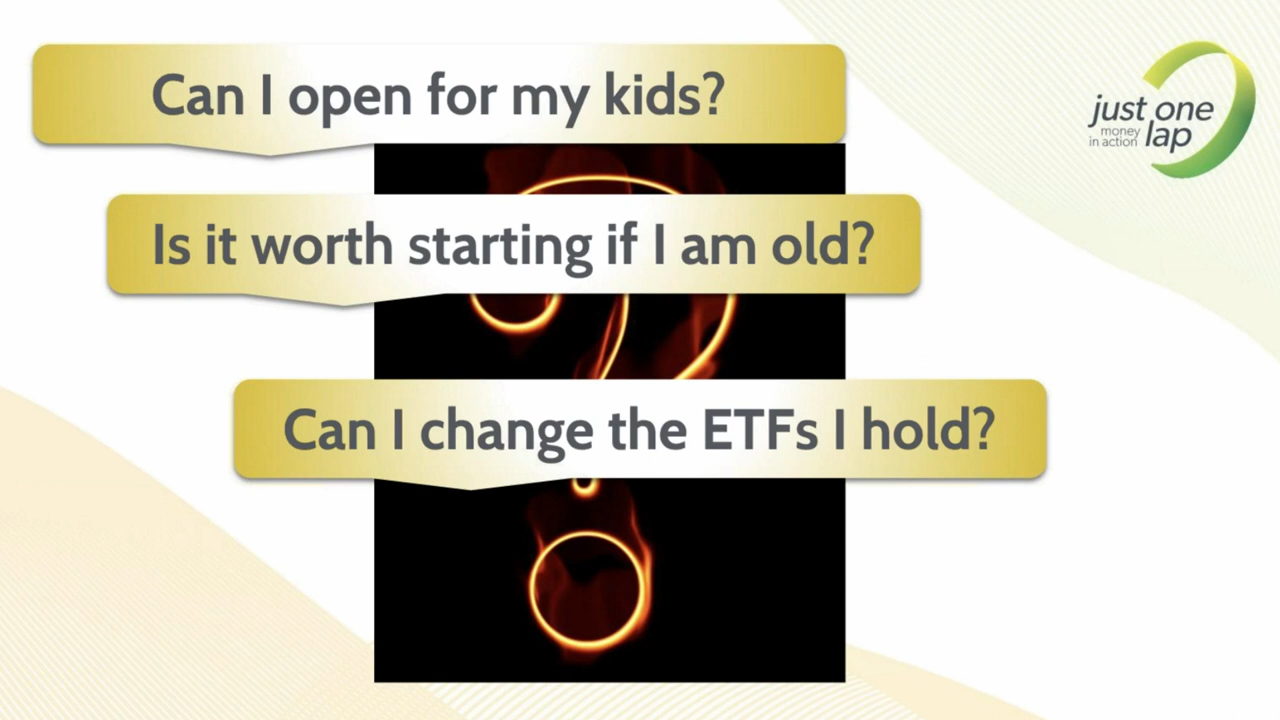 Can I open for my kids?
just one
money
in action lap
Is it worth starting if I am old?
Can I change the ETFs I hold?